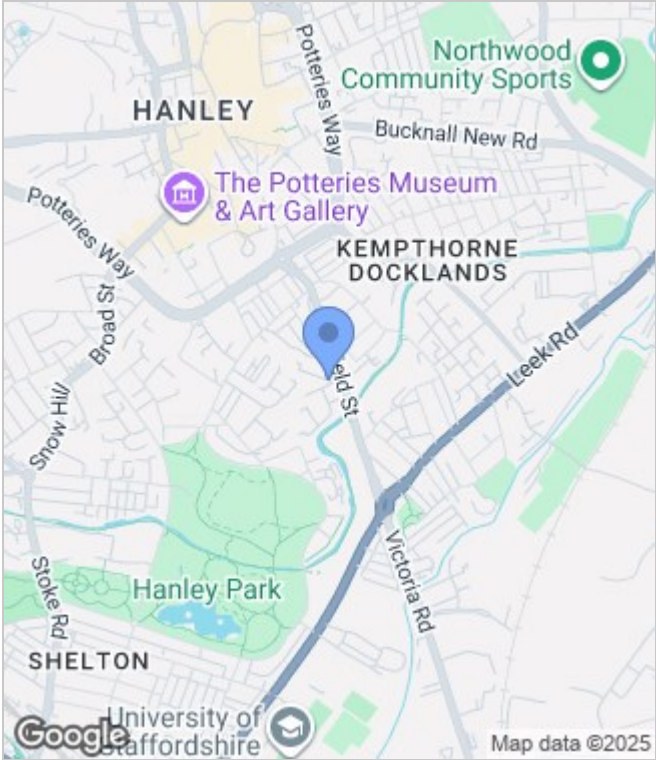 Potteries Way
Northwood
Community Sports
HANLEY
Bucknall New Rd
The Potteries Museum
& Art Gallery
Potteries Way
KEMPTHORNE
DOCKLANDS
Broad St
Leek Rd
eld St
Snow Hill
Victoria Rd
Stoke Rd
Hanley Park
SHELTON
University of
Staffordshire
Google
Map data ©2025